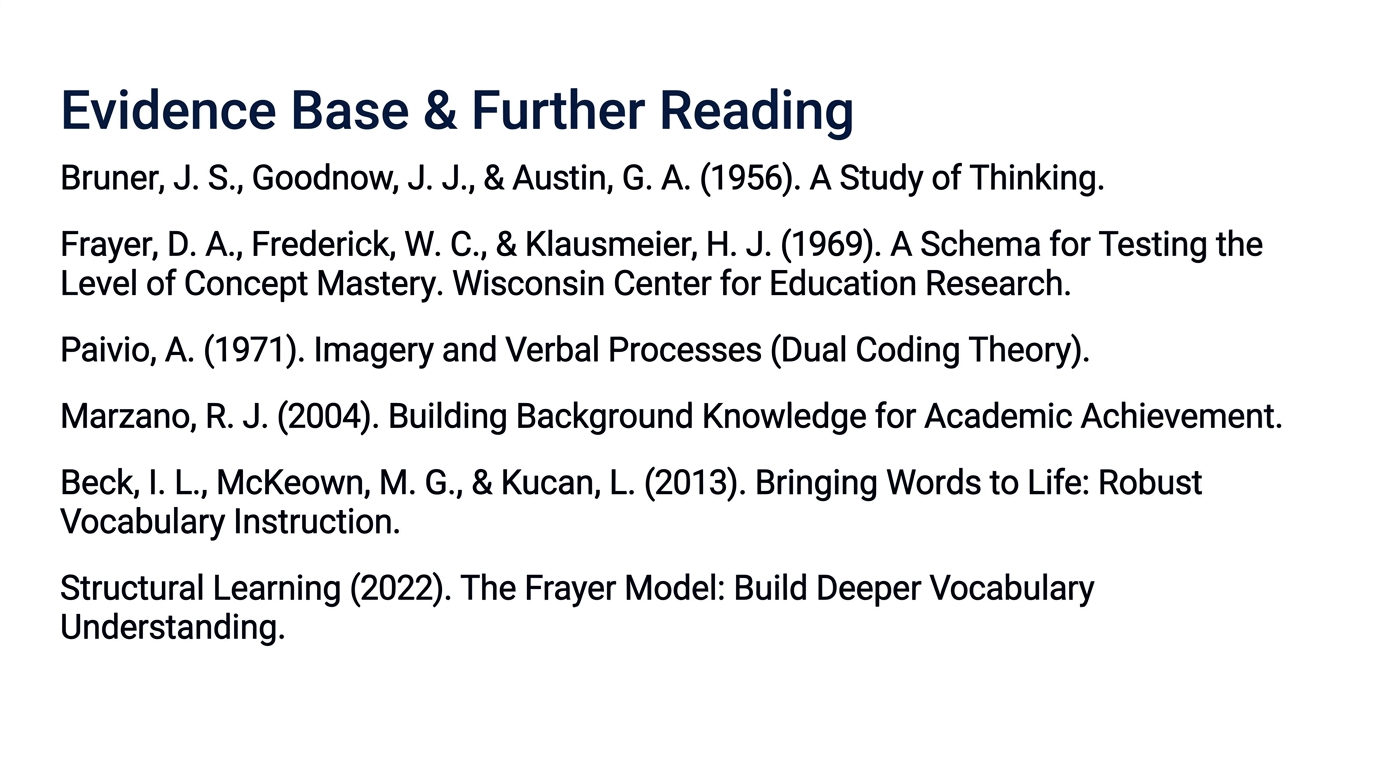 Evidence Base & Further Reading
Bruner, J. S., Goodnow, J. J., & Austin, G. A. (1956). A Study of Thinking.
Frayer, D. A., Frederick, W. C., & Klausmeier, H. J. (1969). A Schema for Testing the
Level of Concept Mastery. Wisconsin Center for Education Research.
Paivio, A. (1971). Imagery and Verbal Processes (Dual Coding Theory).
Marzano, R. J. (2004). Building Background Knowledge for Academic Achievement.
Beck, I. L., McKeown, M. G., & Kucan, L. (2013). Bringing Words to Life: Robust
Vocabulary Instruction.
Structural Learning (2022). The Frayer Model: Build Deeper Vocabulary
Understanding.